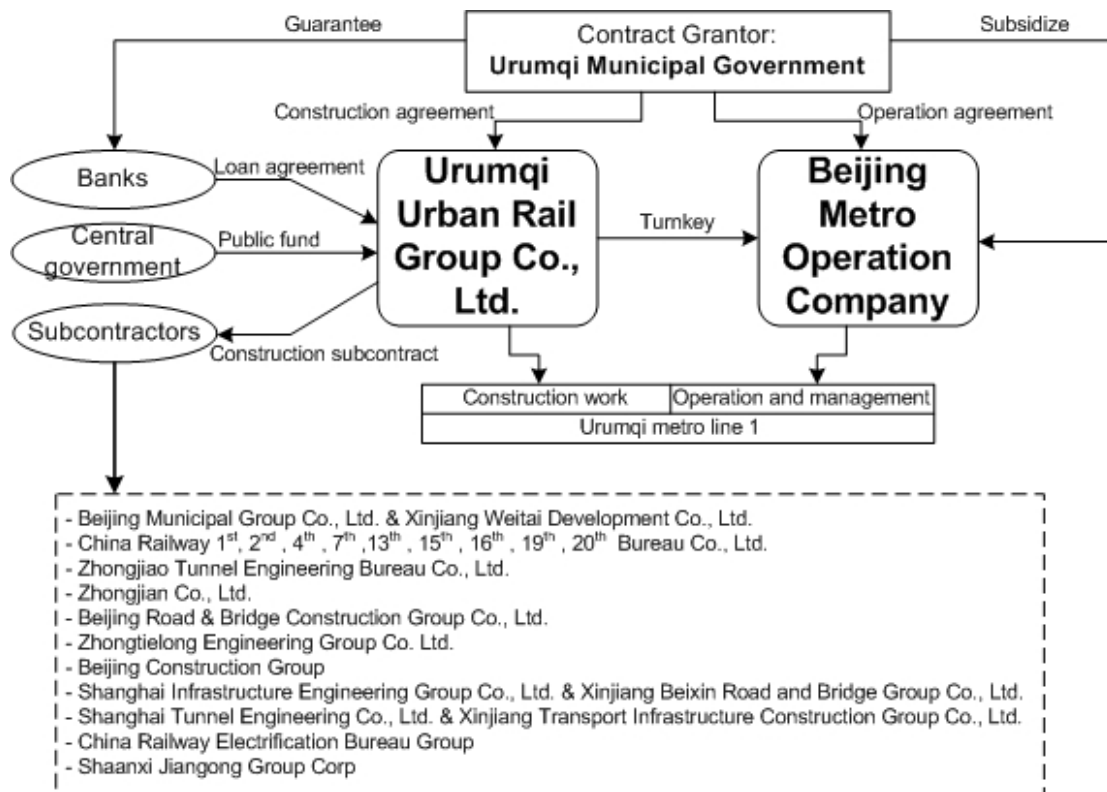 Guarantee
Contract Grantor:
Urumqi Municipal Government
Subsidize
Construction agreement
Operation agreement
Banks
Loan agreement
Urumqi
Urban Rail
Group Co.,
Ltd.
Beijing
Metro
Operation
Company
Turnkey
Central
government
Public fund
Subcontractors
Construction subcontract
Construction work
Operation and management
Urumqi metro line 1
- Beijing Municipal Group Co., Ltd. & Xinjiang Weitai Development Co., Ltd.
- China Railway 1st, 2nd , 4th , 7th ,13th , 15th , 16th , 19th , 20th Bureau Co., Ltd.
- Zhongjiao Tunnel Engineering Bureau Co., Ltd.
- Zhongjian Co., Ltd.
- Beijing Road & Bridge Construction Group Co., Ltd.
- Zhongtielong Engineering Group Co. Ltd.
- Beijing Construction Group
- Shanghai Infrastructure Engineering Group Co., Ltd. & Xinjiang Beixin Road and Bridge Group Co., Ltd.
- Shanghai Tunnel Engineering Co., Ltd. & Xinjiang Transport Infrastructure Construction Group Co., Ltd.
- China Railway Electrification Bureau Group
- Shaanxi Jiangong Group Corp